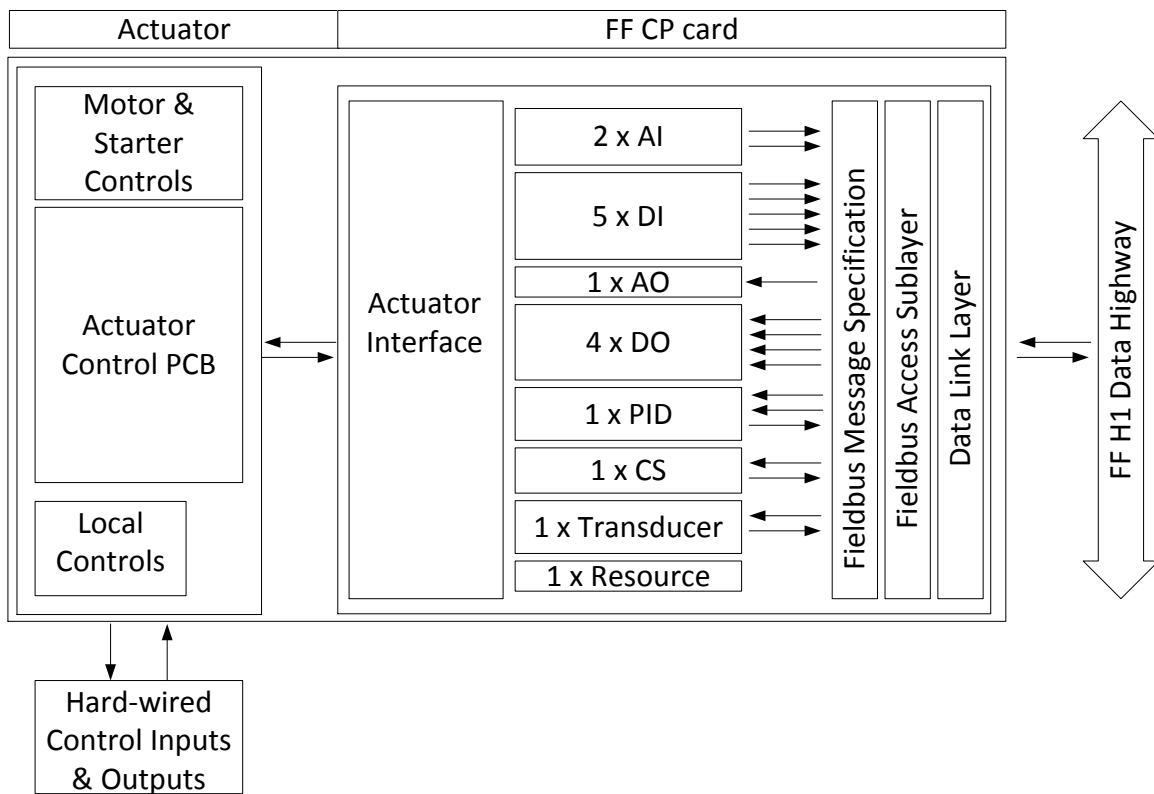 Actuator
FF CP card
Motor &
Starter
Controls
Actuator
Control PCB
Local
Controls
Hard-wired
Control Inputs
& Outputs
Actuator
Interface
2 x AI
5 x DI
1 x AO
4 x DO
1 x PID
1 x CS
1 x Transducer
1 x Resource
Fieldbus Message Specification
Fieldbus Access Sublayer
Data Link Layer
FF H1 Data Highway